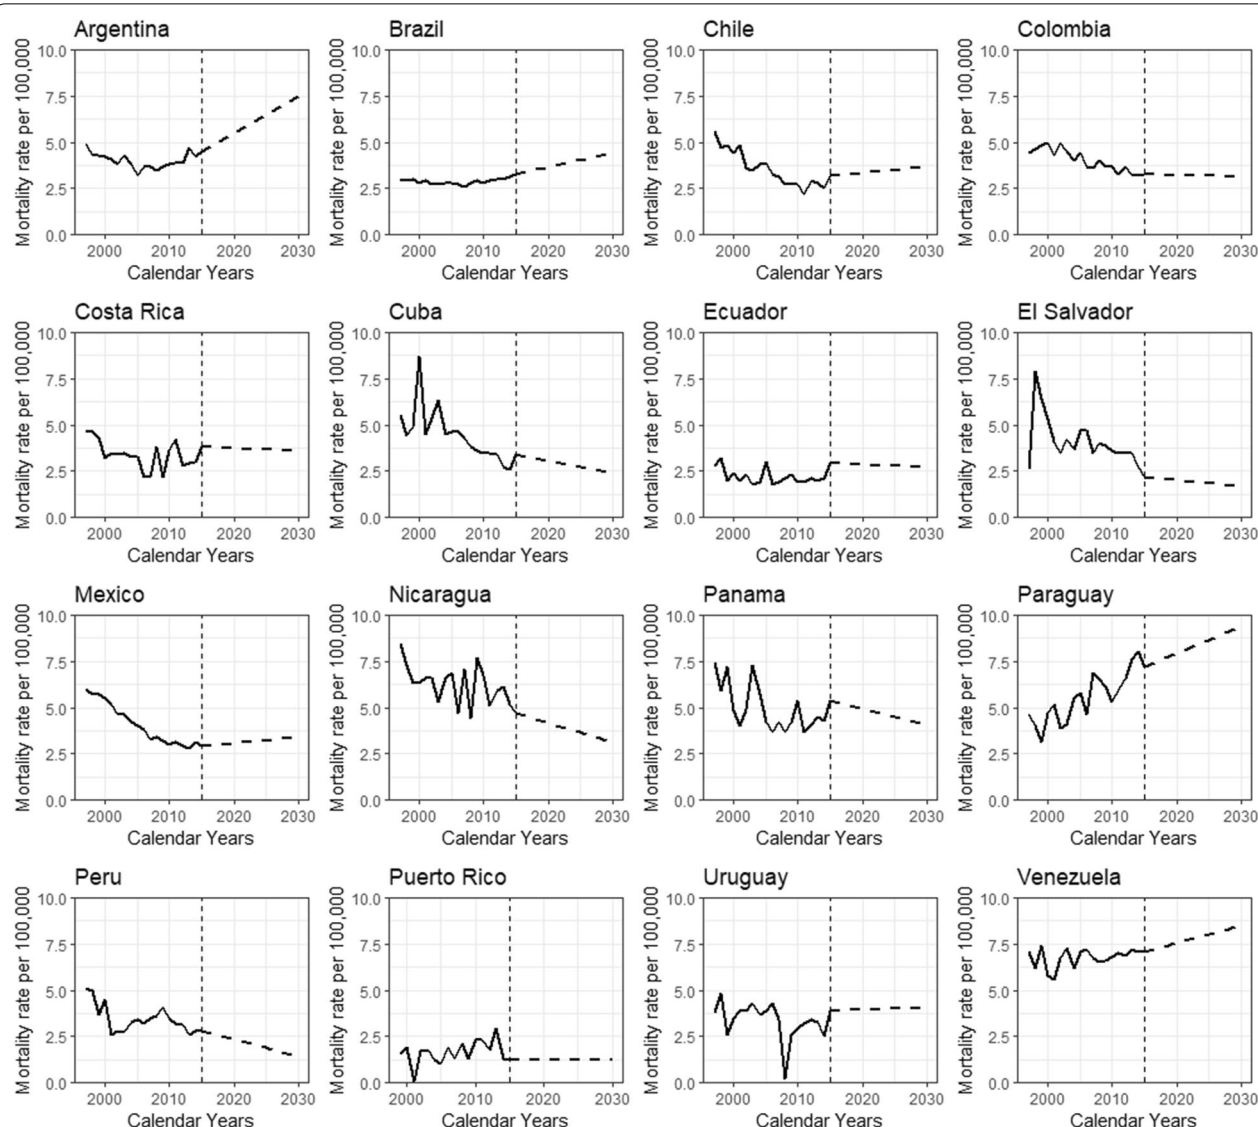 Argentina Brazil Chile Colombia
Mortality rate per 100,000 Mortality rate per 100,000 Mortality rate per 100,000 Mortality rate per 100,000
10.0 10.0 10.0 10.0
7.5 7.5 7.5 7.5
5.0 5.0 5.0 5.0
2.5 2.5 2.5 2.5
0.0 0.0 0.0 0.0
2000 2010 2020 2030 2000 2010 2020 2030 2000 2010 2020 2030 2000 2010 2020 2030
Calendar Years Calendar Years Calendar Years Calendar Years
Costa Rica Cuba Ecuador El Salvador
Mortality rate per 100,000 Mortality rate per 100,000 Mortality rate per 100,000 Mortality rate per 100,000
10.0 10.0 10.0 10.0
7.5 7.5 7.5 7.5
5.0 5.0 5.0 5.0
2.5 2.5 2.5 2.5
0.0 0.0 0.0 0.0
2000 2010 2020 2030 2000 2010 2020 2030 2000 2010 2020 2030 2000 2010 2020 2030
Calendar Years Calendar Years Calendar Years Calendar Years
Mexico Nicaragua Panama Paraguay
Mortality rate per 100,000 Mortality rate per 100,000 Mortality rate per 100,000 Mortality rate per 100,000
10.0 10.0 10.0 10.0
7.5 7.5 7.5 7.5
5.0 5.0 5.0 5.0
2.5 2.5 2.5 2.5
0.0 0.0 0.0 0.0
2000 2010 2020 2030 2000 2010 2020 2030 2000 2010 2020 2030 2000 2010 2020 2030
Calendar Years Calendar Years Calendar Years Calendar Years
Peru Puerto Rico Uruguay Venezuela
Mortality rate per 100,000 Mortality rate per 100,000 Mortality rate per 100,000 Mortality rate per 100,000
10.0 10.0 10.0 10.0
7.5 7.5 7.5 7.5
5.0 5.0 5.0 5.0
2.5 2.5 2.5 2.5
0.0 0.0 0.0 0.0
2000 2010 2020 2030 2000 2010 2020 2030 2000 2010 2020 2030 2000 2010 2020 2030
Calendar Years Calendar Years Calendar Years Calendar Years